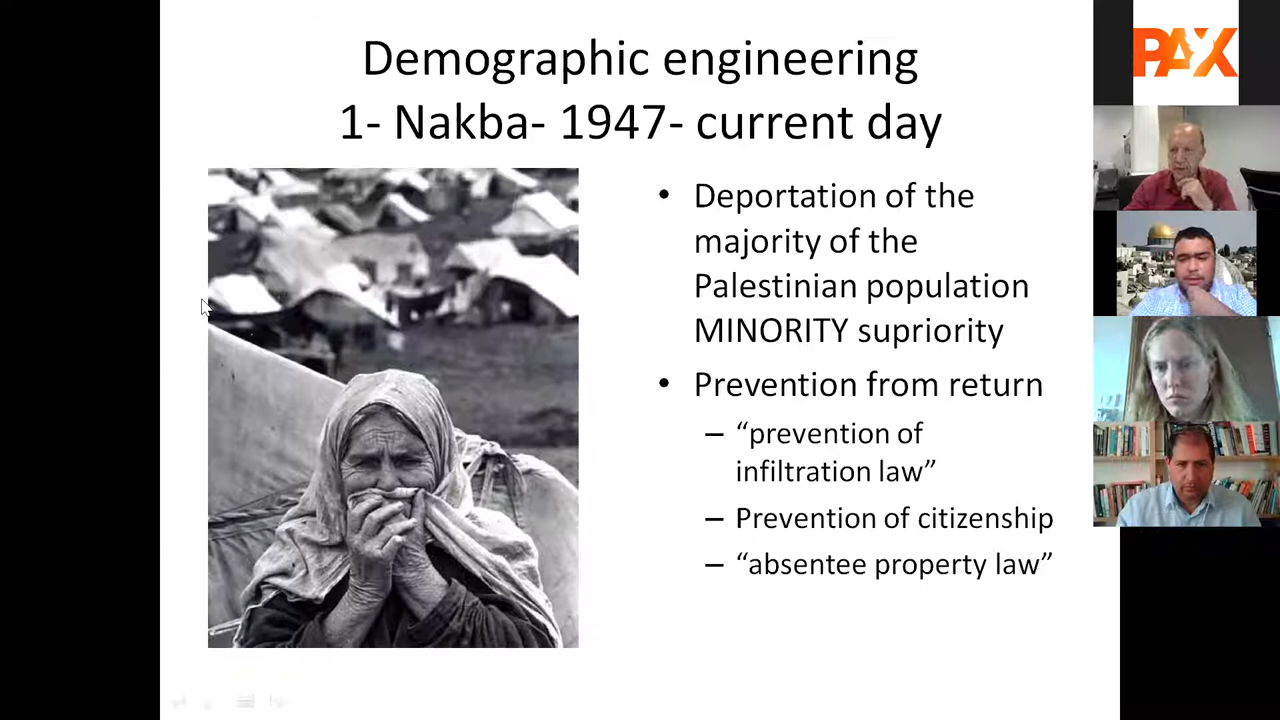 Demographic engineering
1- Nakba- 1947- current day
• Deportation of the
majority of the
Palestinian population
MINORITY supriority
• Prevention from return
– “prevention of
infiltration law”
– Prevention of citizenship
– “absentee property law”
PAX